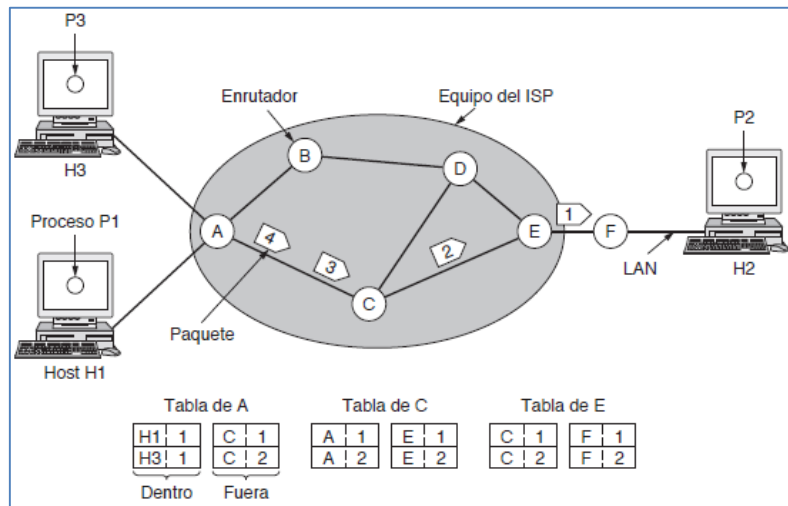 P3
Enrutador
Equipo del ISP
P2
B
D
H3
1
Proceso P1
A
4
E
F
3
2
LAN
H2
C
Paquete
Host H1
Tabla de A
Tabla de C
Tabla de E
H1 1 C 1 A 1 E 1 C 1 F 1
H3 1 C 2 A 2 E 2 C 2 F 2
Dentro Fuera